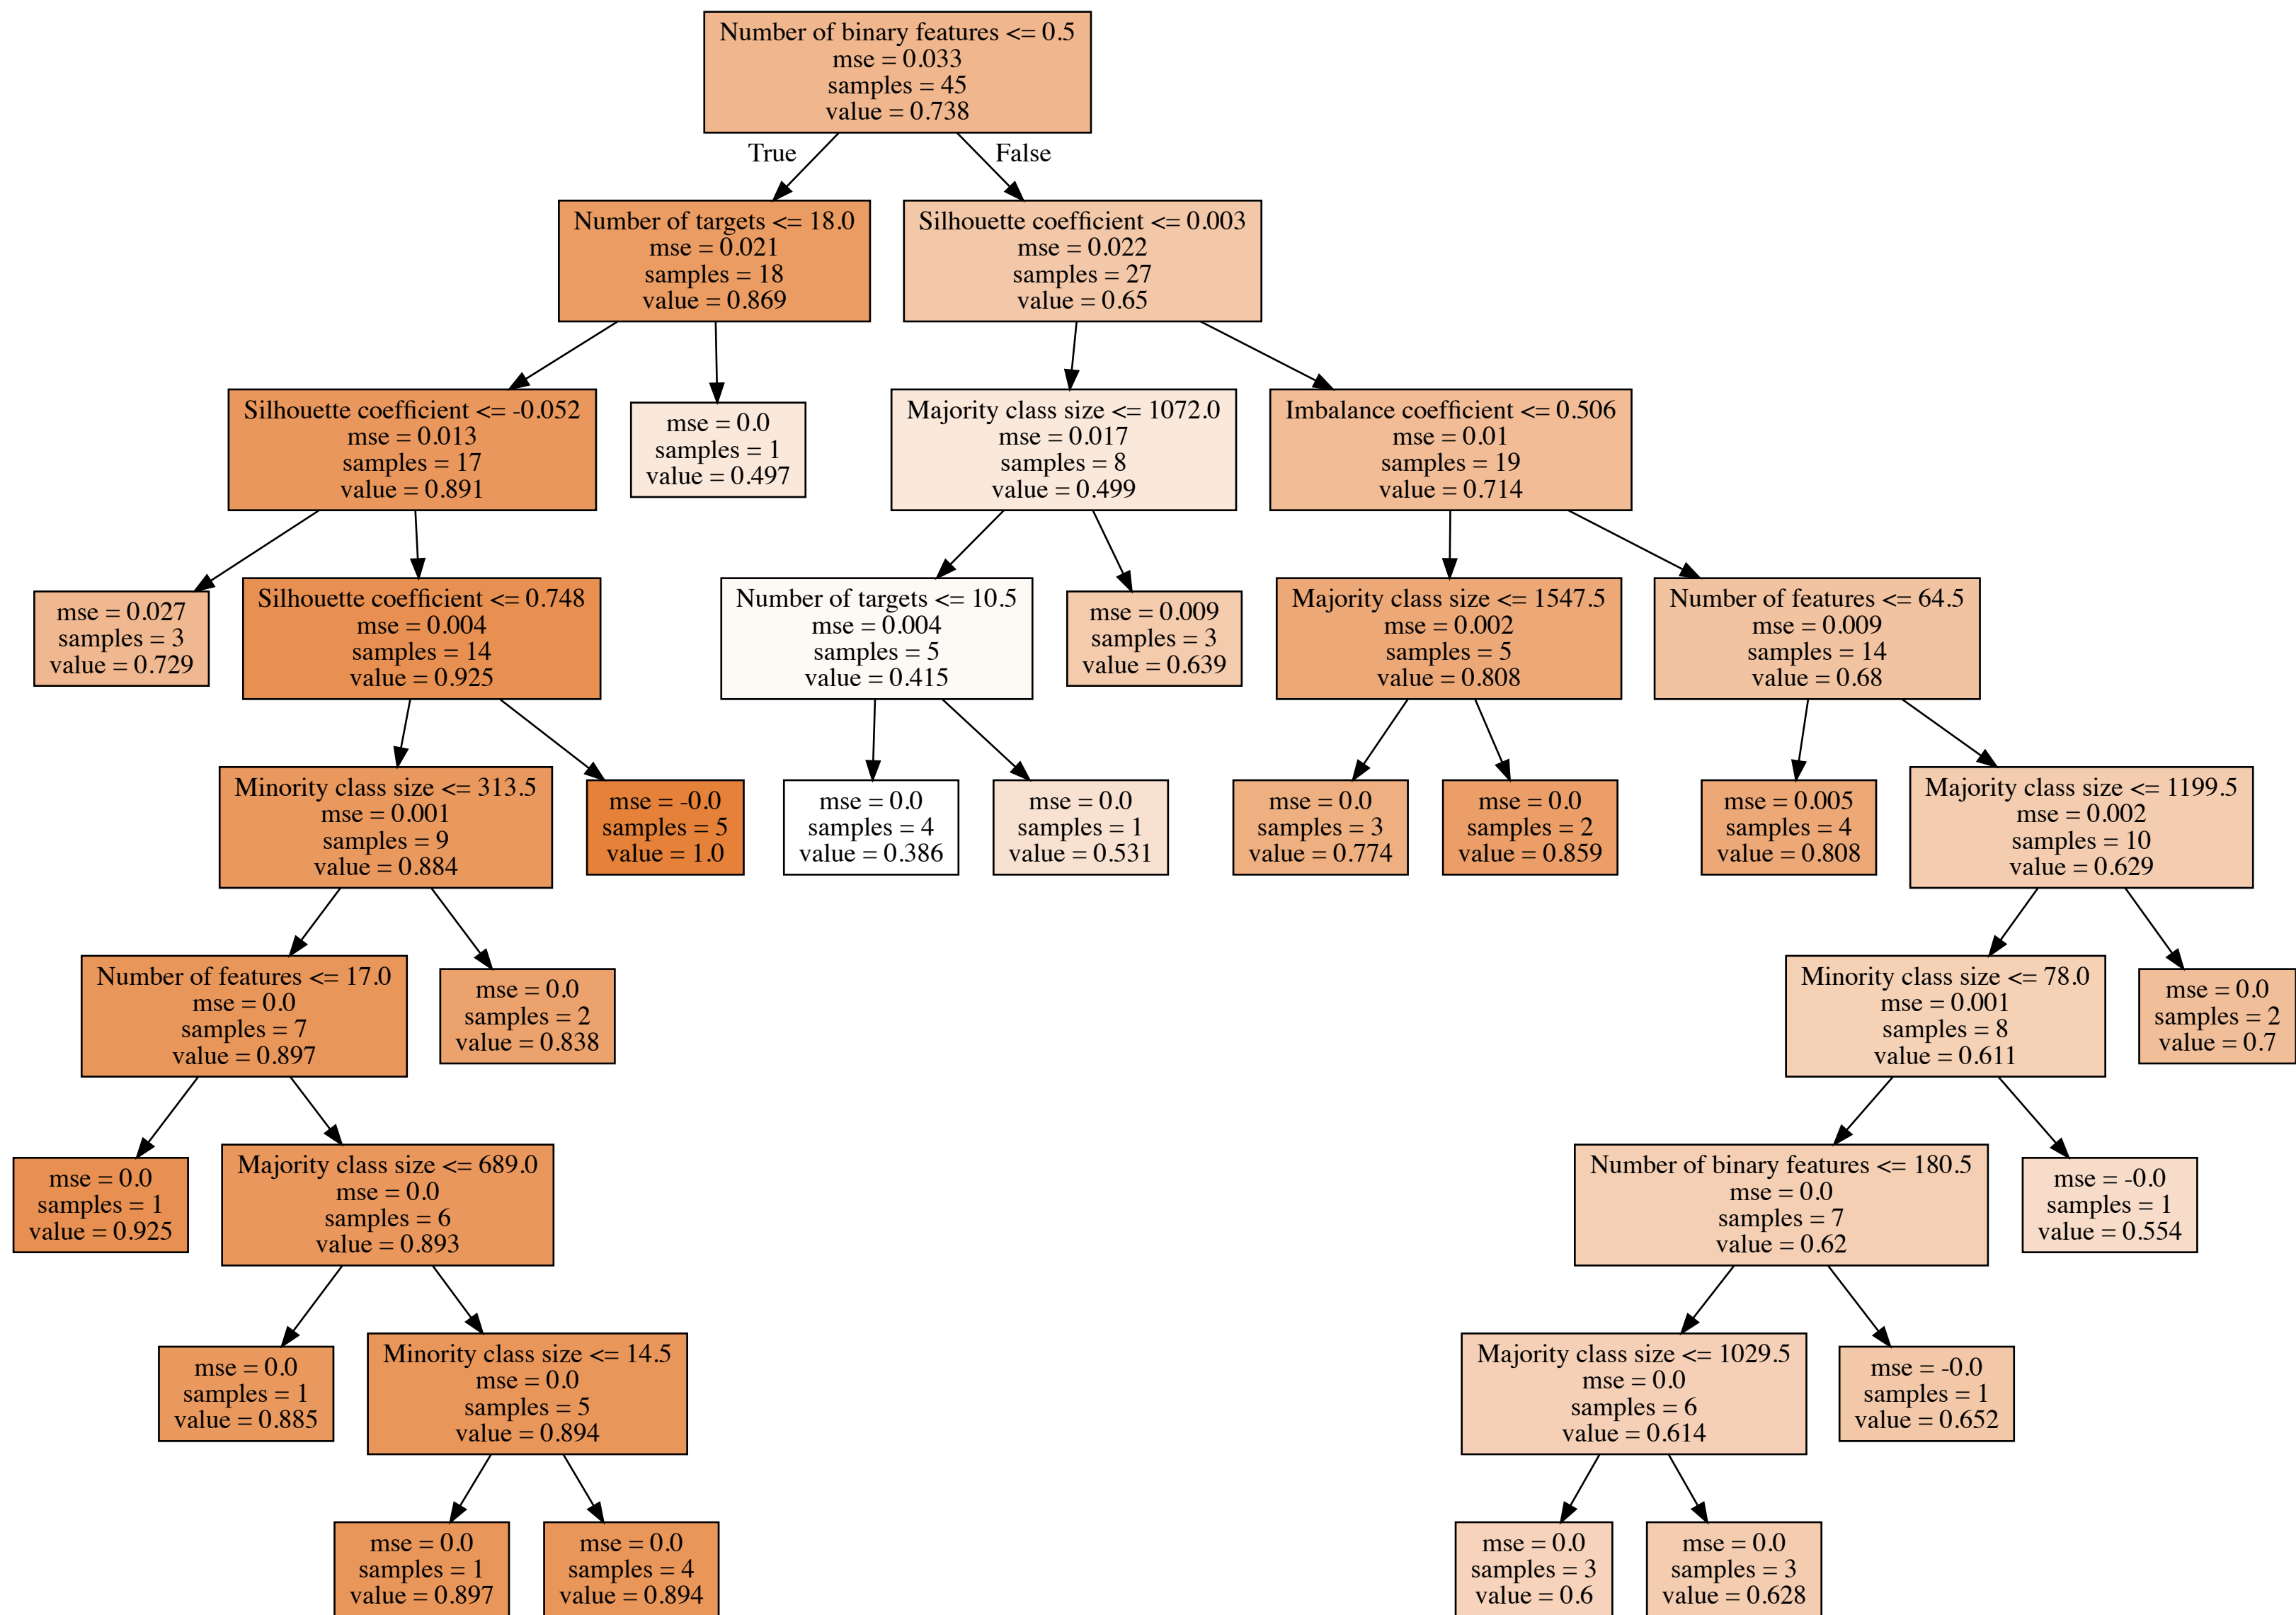 Number of binary features <= 0.5
mse = 0.033
samples = 45
value = 0.738
True
False
Number of targets <= 18.0
mse = 0.021
samples = 18
value = 0.869
Silhouette coefficient <= 0.003
mse = 0.022
samples = 27
value = 0.65
Silhouette coefficient <= -0.052
mse = 0.013
samples = 17
value = 0.891
mse = 0.0
samples = 1
value = 0.497
Majority class size <= 1072.0
mse = 0.017
samples = 8
value = 0.499
Imbalance coefficient <= 0.506
mse = 0.01
samples = 19
value = 0.714
mse = 0.027
samples = 3
value = 0.729
Silhouette coefficient <= 0.748
mse = 0.004
samples = 14
value = 0.925
Number of targets <= 10.5
mse = 0.004
samples = 5
value = 0.415
mse = 0.009
samples = 3
value = 0.639
Majority class size <= 1547.5
mse = 0.002
samples = 5
value = 0.808
Number of features <= 64.5
mse = 0.009
samples = 14
value = 0.68
Minority class size <= 313.5
mse = 0.001
samples = 9
value = 0.884
mse = -0.0
samples = 5
value = 1.0
mse = 0.0
samples = 4
value = 0.386
mse = 0.0
samples = 1
value = 0.531
mse = 0.0
samples = 3
value = 0.774
mse = 0.0
samples = 2
value = 0.859
mse = 0.005
samples = 4
value = 0.808
Majority class size <= 1199.5
mse = 0.002
samples = 10
value = 0.629
Number of features <= 17.0
mse = 0.0
samples = 7
value = 0.897
mse = 0.0
samples = 2
value = 0.838
Minority class size <= 78.0
mse = 0.001
samples = 8
value = 0.611
mse = 0.0
samples = 2
value = 0.7
mse = 0.0
samples = 1
value = 0.925
Majority class size <= 689.0
mse = 0.0
samples = 6
value = 0.893
Number of binary features <= 180.5
mse = 0.0
samples = 7
value = 0.62
mse = -0.0
samples = 1
value = 0.554
mse = 0.0
samples = 1
value = 0.885
Minority class size <= 14.5
mse = 0.0
samples = 5
value = 0.894
Majority class size <= 1029.5
mse = 0.0
samples = 6
value = 0.614
mse = -0.0
samples = 1
value = 0.652
mse = 0.0
samples = 1
value = 0.897
mse = 0.0
samples = 4
value = 0.894
mse = 0.0
samples = 3
value = 0.6
mse = 0.0
samples = 3
value = 0.628